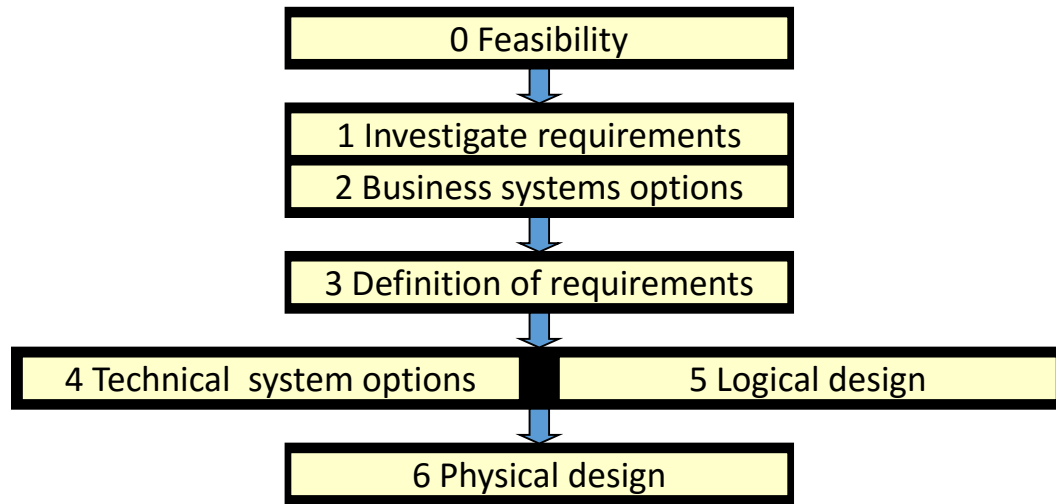 0 Feasibility
1 Investigate requirements
2 Business systems options
3 Definition of requirements
4 Technical  system options
5 Logical design
6 Physical design